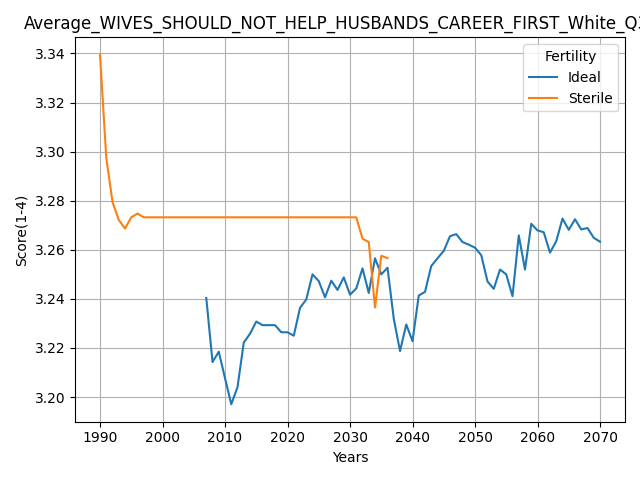 Average_WIVES_SHOULD_NOT_HELP_HUSBANDS_CAREER_FIRST_White_Q
Fertility
Ideal
Sterile
Score(1-4)
3.34
3.32
3.30
3.28
3.26
3.24
3.22
3.20
1990 2000 2010 2020 2030 2040 2050 2060 2070
Years